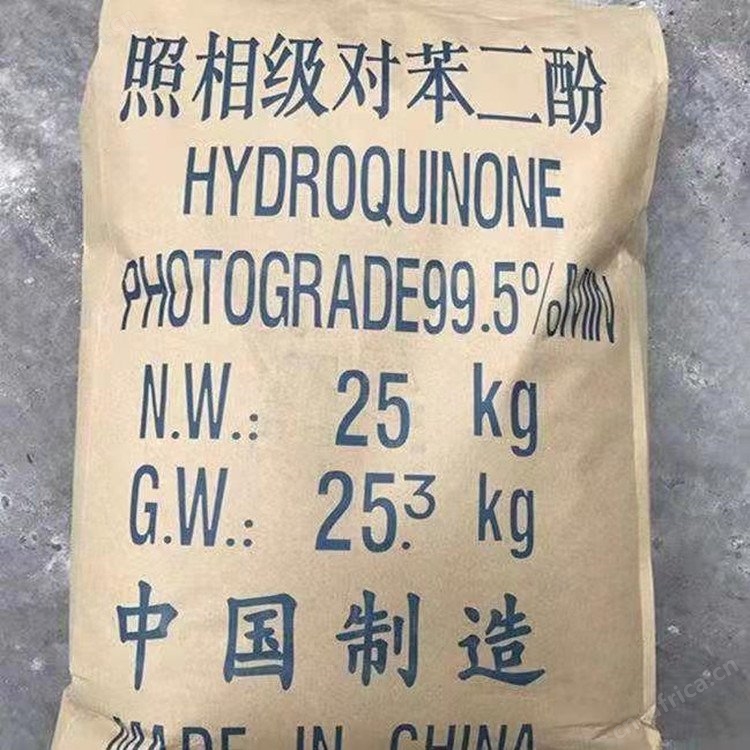 照相级对苯二酚
HYDROQUINONE
PHOTOGRADE99.5%MIN
N.W.: 25 kg
G.W.: 25.3 kg
中国制造
MADE IN CHINA